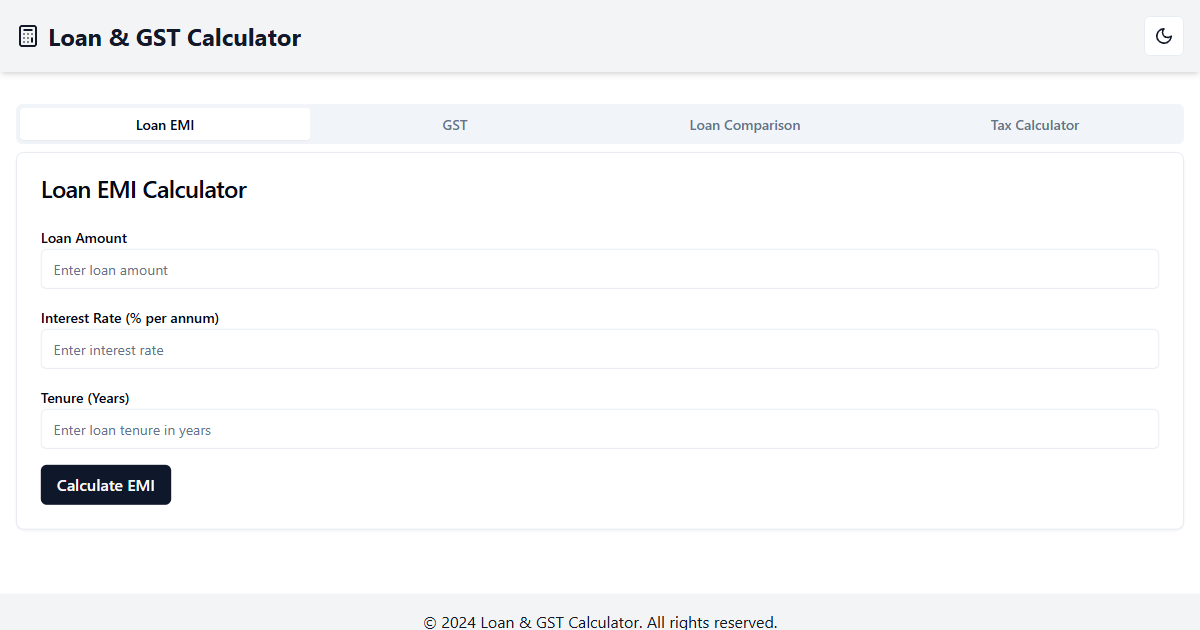 Loan & GST Calculator
Loan EMI GST Loan Comparison Tax Calculator
Loan EMI Calculator
Loan Amount
Enter loan amount
Interest Rate (% per annum)
Enter interest rate
Tenure (Years)
Enter loan tenure in years
Calculate EMI
© 2024 Loan & GST Calculator. All rights reserved.